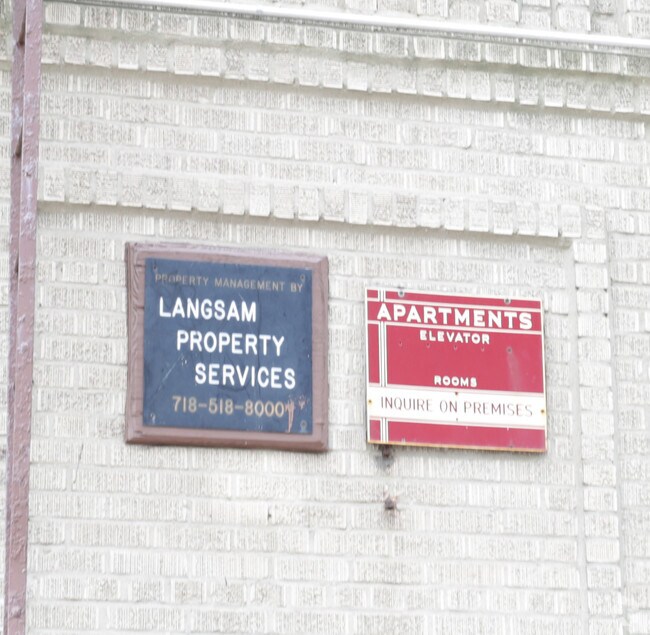 PROPERTY MANAGEMENT BY
LANGSAM
PROPERTY
SERVICES
718-518-8000
APARTMENTS
ELEVATOR
ROOMS
INQUIRE ON PREMISES